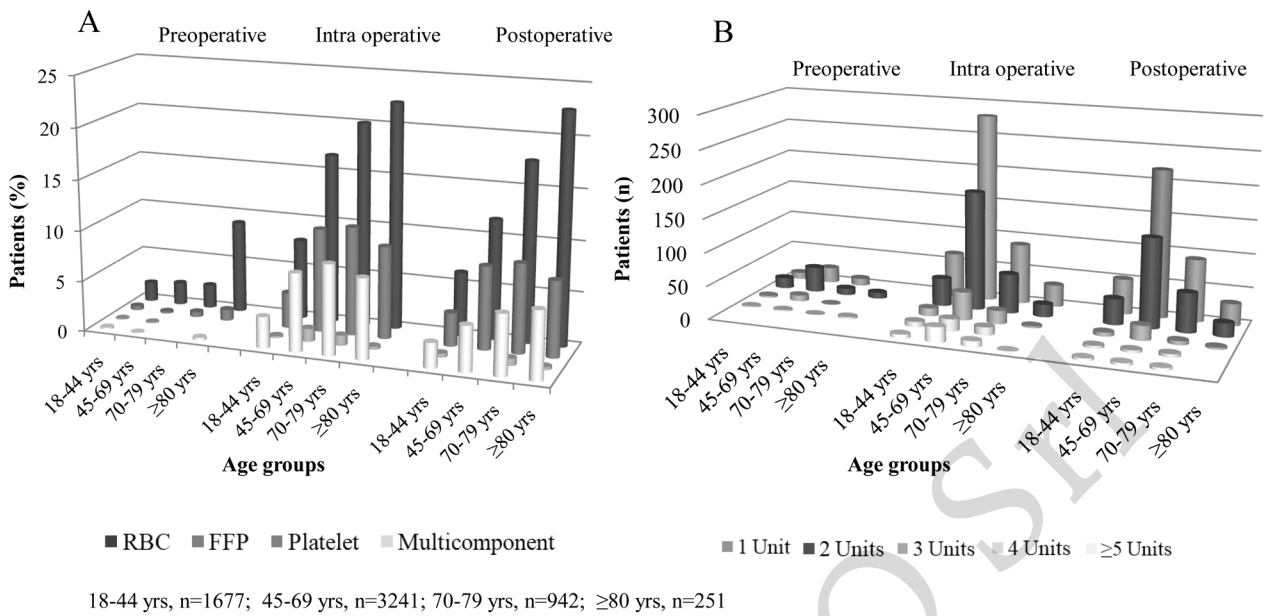 A
Preoperative Intra operative Postoperative
25
20
15
10
5
0
Patients (%)
18-44 yrs
45-69 yrs
70-79 yrs
≥80 yrs
18-44 yrs
45-69 yrs
70-79 yrs
≥80 yrs
18-44 yrs
45-69 yrs
70-79 yrs
≥80 yrs
Age groups
RBC FFP Platelet Multicomponent
B
Preoperative Intra operative Postoperative
300
250
200
150
100
50
0
Patients (n)
18-44 yrs
45-69 yrs
70-79 yrs
≥80 yrs
18-44 yrs
45-69 yrs
70-79 yrs
≥80 yrs
18-44 yrs
45-69 yrs
70-79 yrs
≥80 yrs
Age groups
1 Unit 2 Units 3 Units 4 Units ≥5 Units
18-44 yrs, n=1677; 45-69 yrs, n=3241; 70-79 yrs, n=942; ≥80 yrs, n=251
O Srl